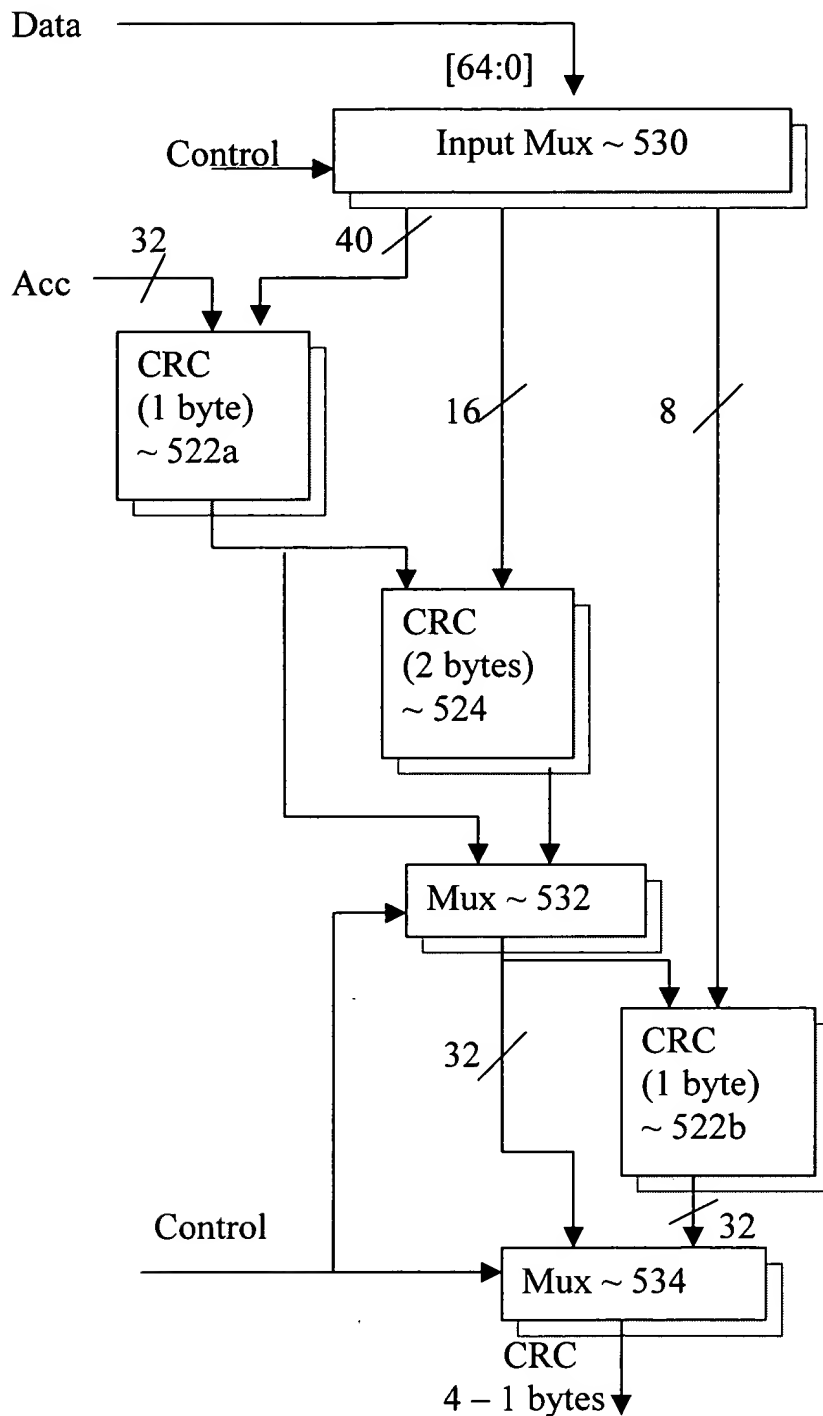 Data
[64:0]
Input Mux ~ 530
Control
32
40
Acc
CRC
(1 byte)
~ 522a
16
8
CRC
(2 bytes)
~ 524
Mux ~ 532
32
CRC
(1 byte)
~ 522b
32
Control
Mux ~ 534
CRC
4 – 1 bytes